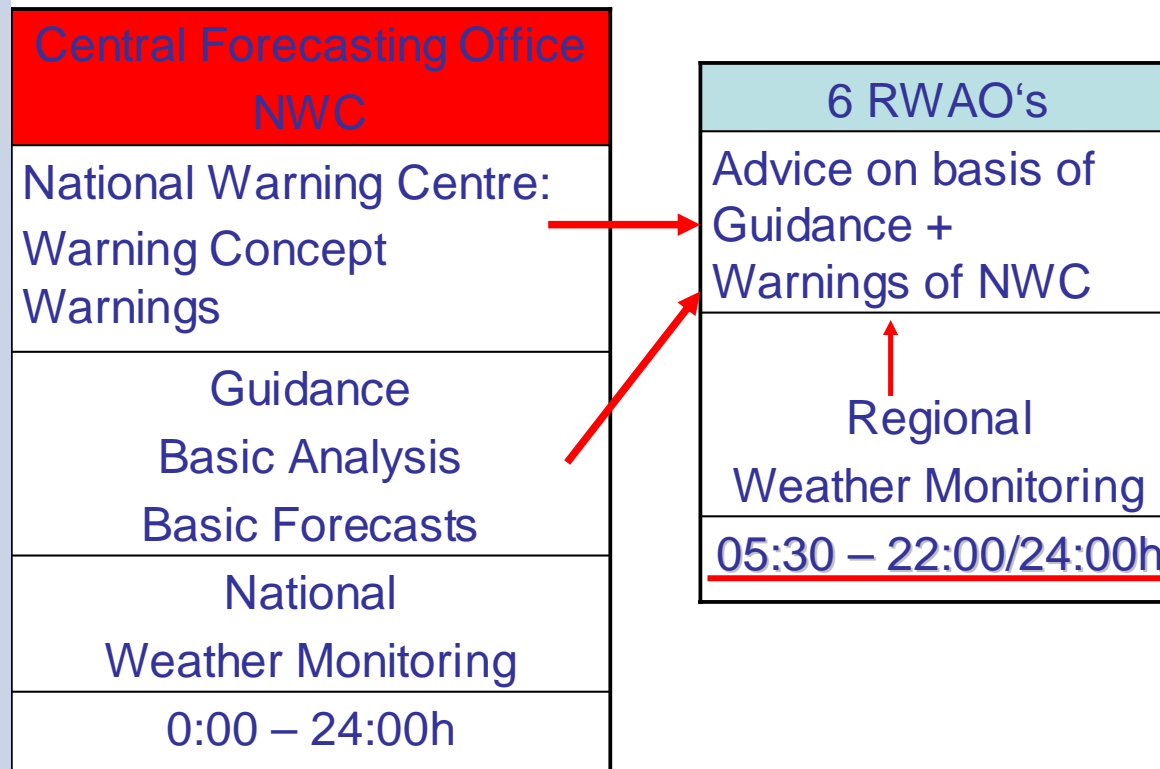 Central Forecasting Office
NWC
National Warning Centre:
Warning Concept
Warnings
Guidance
Basic Analysis
Basic Forecasts
National
Weather Monitoring
0:00 – 24:00h
6 RWAO‘s
Advice on basis of
Guidance +
Warnings of NWC
Regional
Weather Monitoring
05:30 – 22:00/24:00h